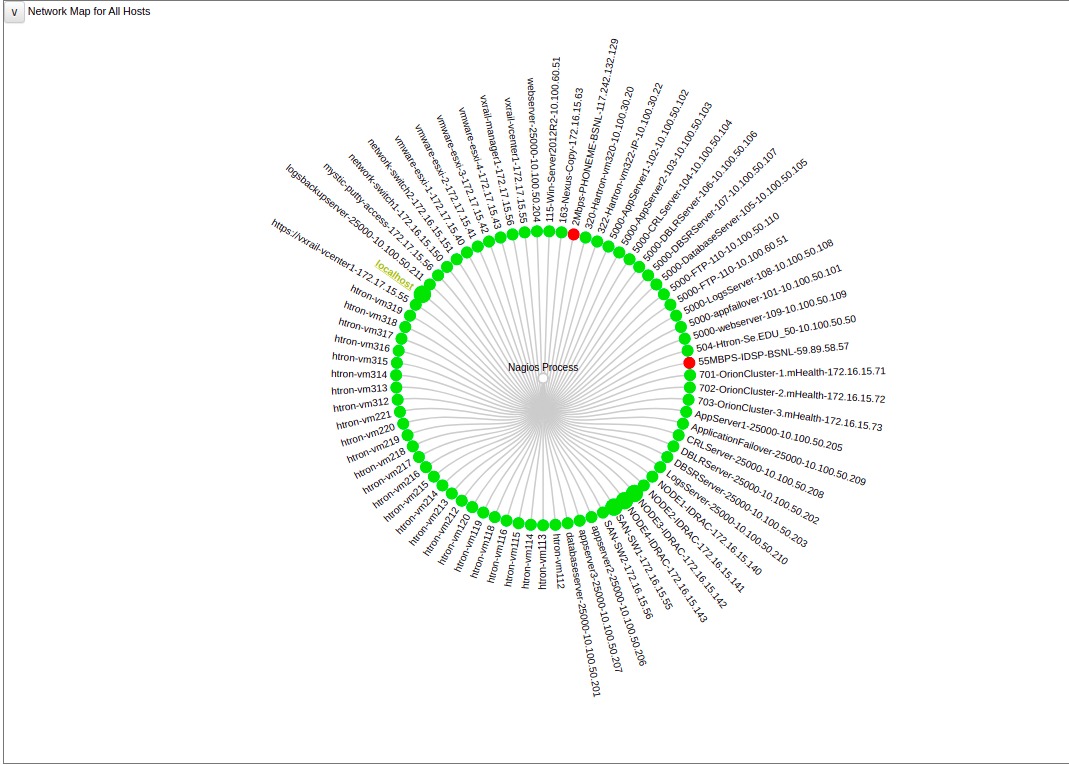 ∨
Network Map for All Hosts
webserver-25000-10.100.50.204
115-Win-Server2012R2-10.100.60.51
163-Nexus-Copy-172.16.15.63
2Mbps-PHONEME-BSNL-117.242.132.129
320-Hartron-vm320-10.100.30.20
322-Hartron-vm322-IP-10.100.30.22
5000-AppServer1-102-10.100.50.102
5000-AppServer2-103-10.100.50.103
5000-CRLServer-104-10.100.50.104
5000-DBLRServer-106-10.100.50.106
5000-DBSRServer-107-10.100.50.107
5000-DatabaseServer-105-10.100.50.105
5000-FTP-110-10.100.50.110
5000-FTP-110-10.100.60.51
5000-LogsServer-108-10.100.50.108
5000-appfailover-101-10.100.50.101
5000-webserver-109-10.100.50.109
504-Htron-Se.EDU_50-10.100.50.50
55MBPS-IDSP-BSNL-59.89.58.57
701-OrionCluster-1.mHealth-172.16.15.71
702-OrionCluster-2.mHealth-172.16.15.72
703-OrionCluster-3.mHealth-172.16.15.73
AppServer1-25000-10.100.50.205
ApplicationFailover-25000-10.100.50.209
CRLServer-25000-10.100.50.208
DBLRServer-25000-10.100.50.202
DBSRServer-25000-10.100.50.203
LogsServer-25000-10.100.50.210
NODE1-IDRAC-172.16.15.140
NODE2-IDRAC-172.16.15.141
NODE3-IDRAC-172.16.15.142
NODE4-IDRAC-172.16.15.143
SAN-SW1-172.16.15.55
SAN-SW2-172.16.15.56
appserver2-25000-10.100.50.206
appserver3-25000-10.100.50.207
databaseserver-25000-10.100.50.201
htron-vm112
htron-vm113
htron-vm114
htron-vm115
htron-vm116
htron-vm118
htron-vm119
htron-vm120
htron-vm212
htron-vm213
htron-vm214
htron-vm215
htron-vm216
htron-vm217
htron-vm218
htron-vm219
htron-vm220
htron-vm221
htron-vm312
htron-vm313
htron-vm314
htron-vm315
htron-vm316
htron-vm317
htron-vm318
htron-vm319
https://vxrail-vcenter1-172.17.15.55
localhost
logsbackupserver-25000-10.100.50.211
mystic-putty-access-172.17.15.56
network-switch1-172.16.15.150
network-switch2-172.16.15.151
vmware-esxi-1-172.17.15.40
vmware-esxi-2-172.17.15.41
vmware-esxi-3-172.17.15.42
vmware-esxi-4-172.17.15.43
vxrail-manager1-172.17.15.56
vxrail-vcenter1-172.17.15.55
Nagios Process